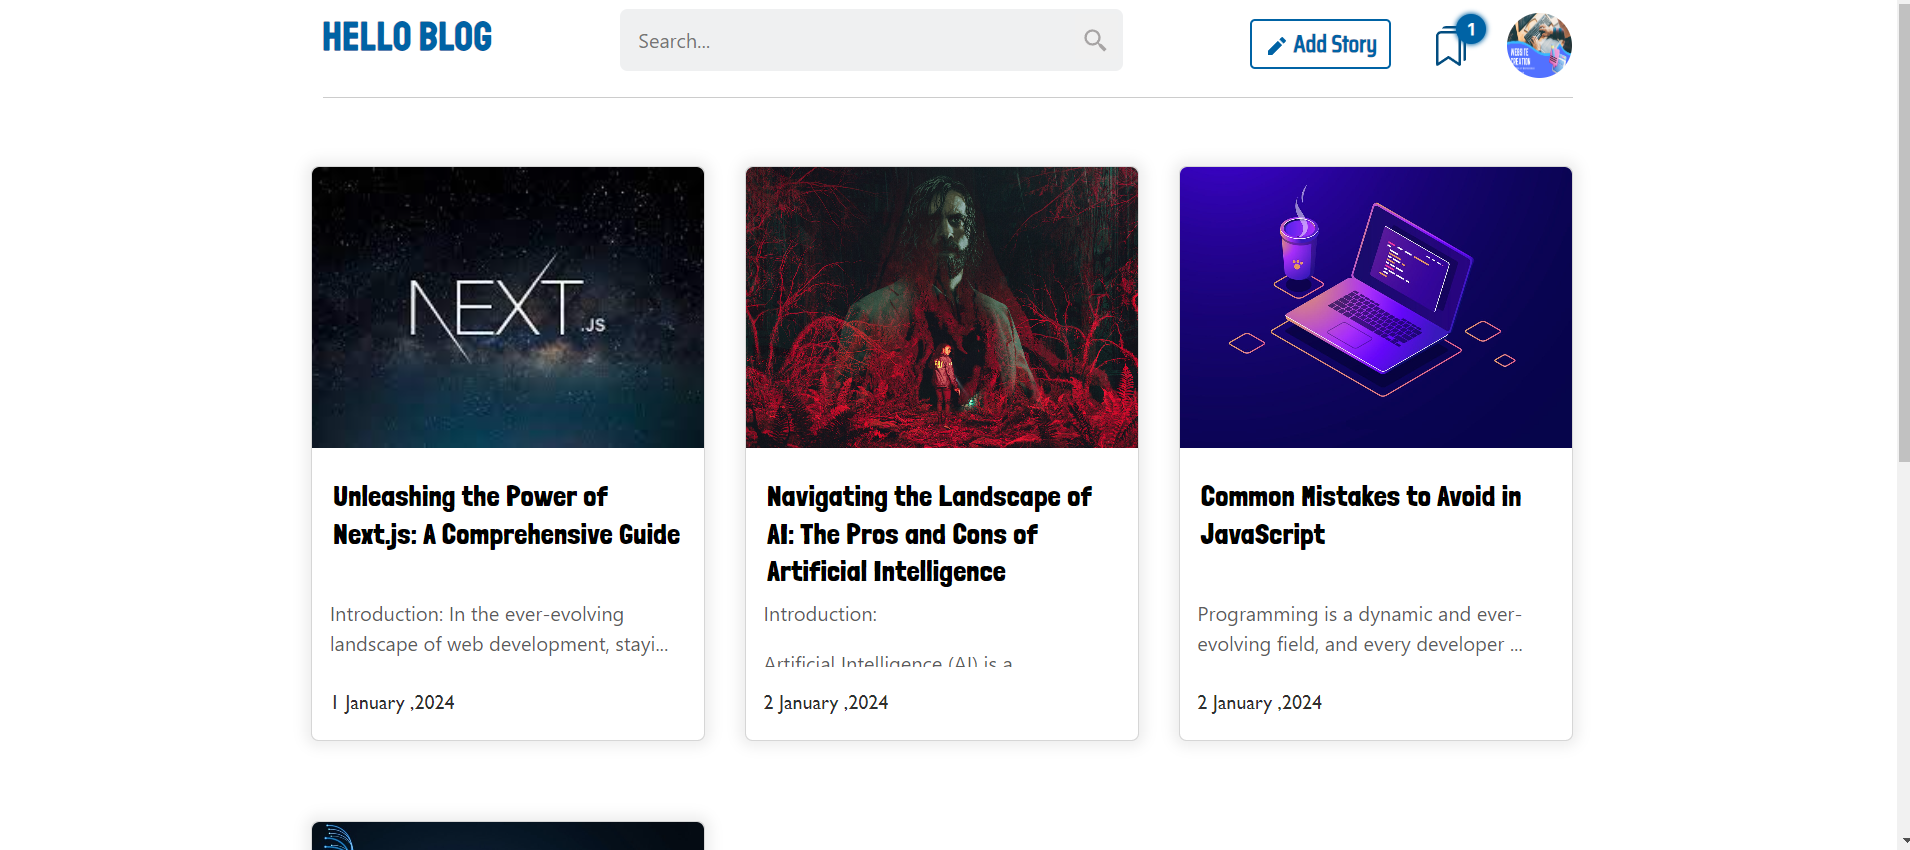 HELLO BLOG
Search...
Add Story
1
WEBSITE
CREATION
NEXT.JS
Unleashing the Power of
Next.js: A Comprehensive Guide
Introduction: In the ever-evolving
landscape of web development, stayi...
1 January ,2024
Navigating the Landscape of
AI: The Pros and Cons of
Artificial Intelligence
Introduction:
Artificial Intelligence (AI) is a
2 January ,2024
Common Mistakes to Avoid in
JavaScript
Programming is a dynamic and ever-
evolving field, and every developer ...
2 January ,2024